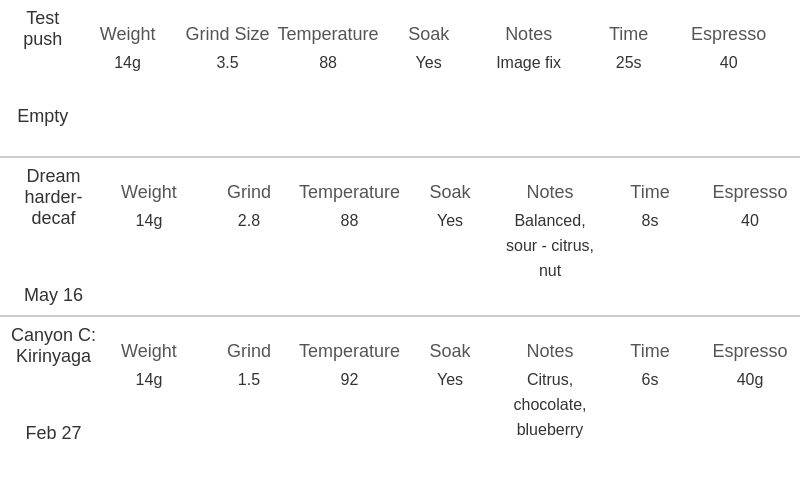 Test push
Weight Grind Size Temperature Soak Notes Time Espresso
14g 3.5 88 Yes Image fix 25s 40
Empty
Dream harder- decaf
Weight Grind Temperature Soak Notes Time Espresso
14g 2.8 88 Yes Balanced, sour - citrus, nut 8s 40
May 16
Canyon C: Kirinyaga
Weight Grind Temperature Soak Notes Time Espresso
14g 1.5 92 Yes Citrus, chocolate, blueberry 6s 40g
Feb 27